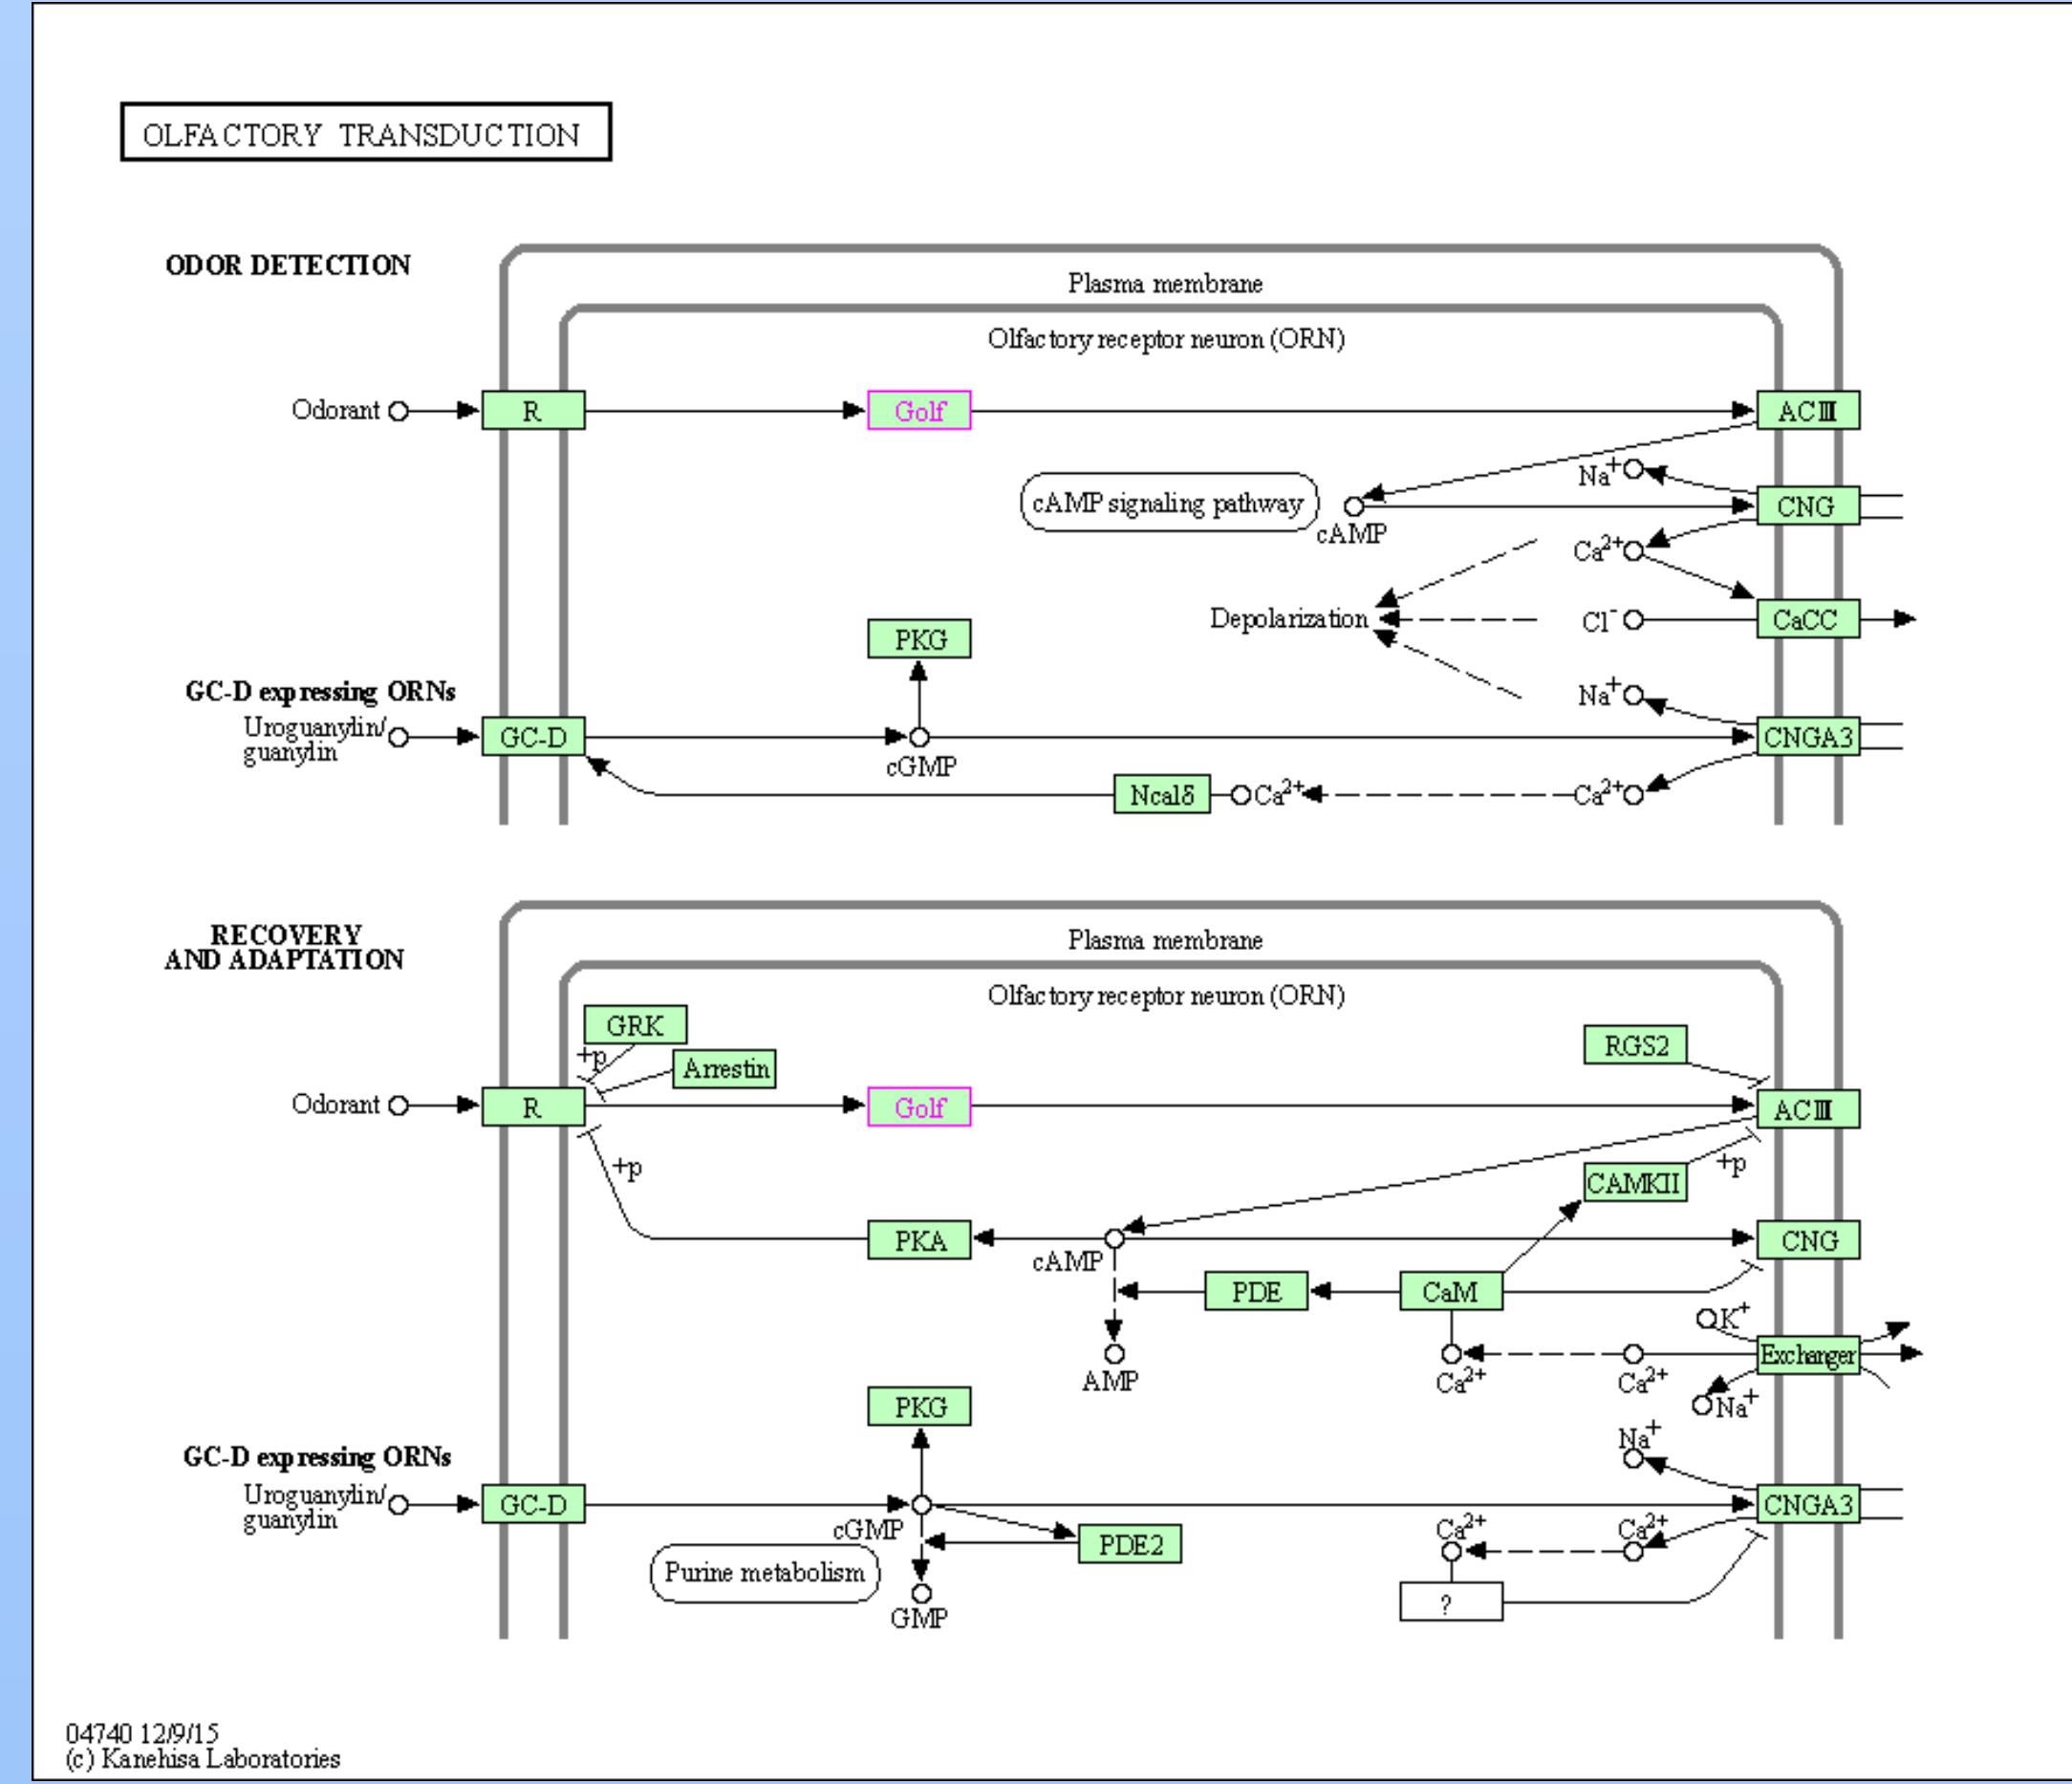 OLFACTORY TRANSDUCTION
ODOR DETECTION
Plasma membrane
Olfactory receptor neuron (ORN)
Odorant
R
Golf
ACIII
Na+
cAMP signaling pathway
cAMP
CNG
Ca2+
Depolarization
Cl-
CaCC
PKG
GC-D expressing ORNs
Uroguanylin/
guanylin
GC-D
cGMP
Na+
CNGA3
Ncalδ
Ca2+
Ca2+
RECOVERY
AND ADAPTATION
Plasma membrane
Olfactory receptor neuron (ORN)
GRK
+p
Arrestin
RGS2
Odorant
R
Golf
ACIII
+p
CAMKII
+p
PKA
cAMP
CNG
PDE
CaM
K+
Exchanger
AMP
Ca2+
Ca2+
Na+
PKG
GC-D expressing ORNs
Na+
Uroguanylin/
guanylin
GC-D
CNGA3
cGMP
PDE2
Ca2+
Ca2+
Purine metabolism
?
GMP
04740 12/9/15
(c) Kanehisa Laboratories